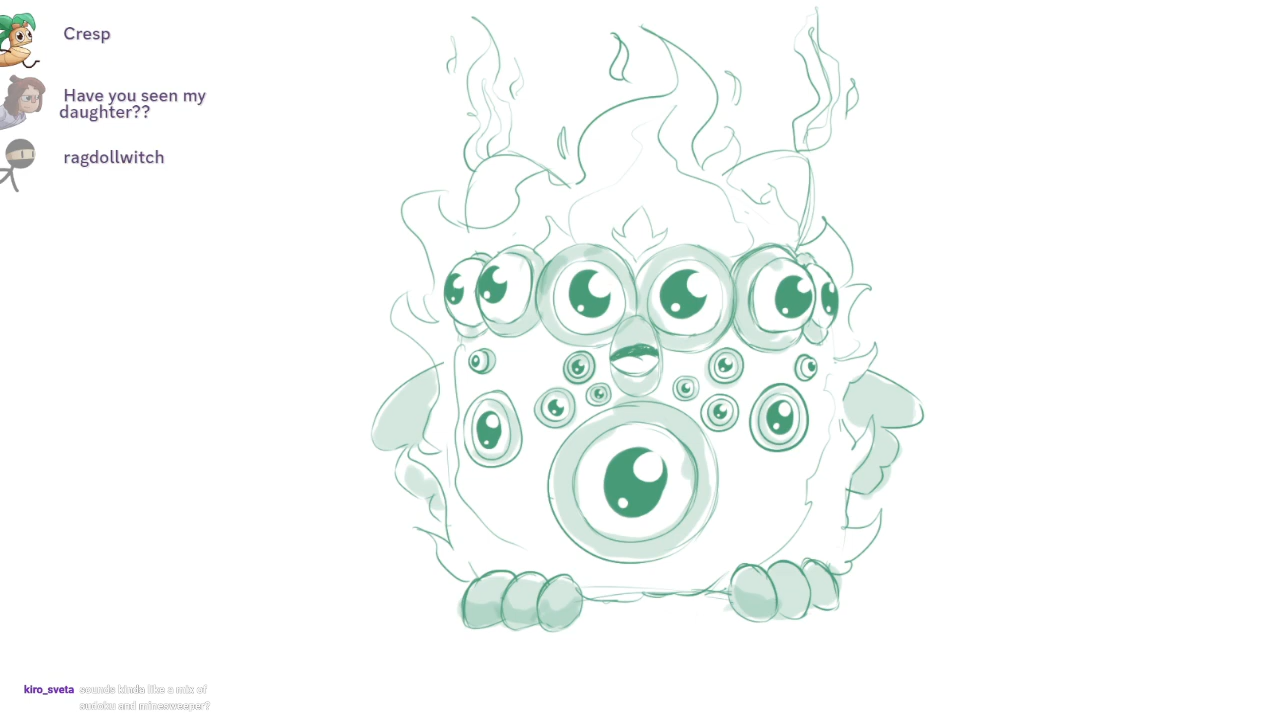 Cresp
Have you seen my
daughter??
ragdollwitch
kiro_sveta sounds kinda like a mix of
sudoku and minesweeper?